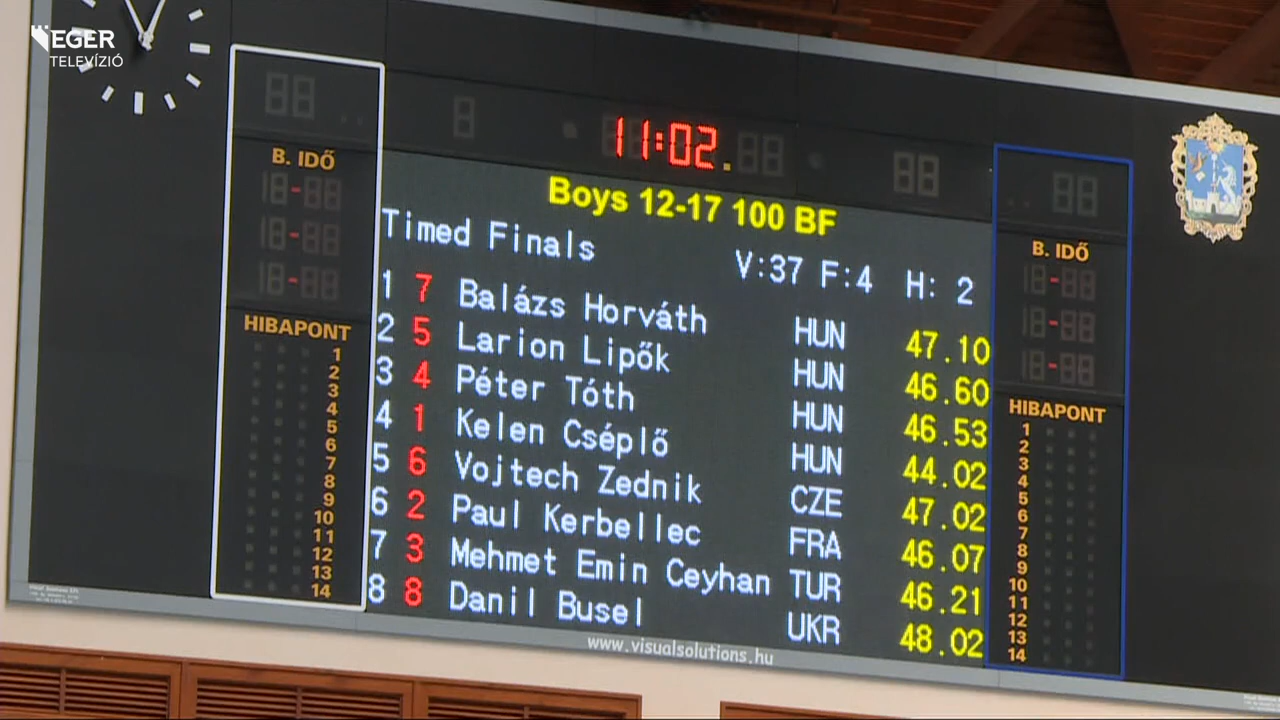 EGER
TELEVÍZIÓ
11:02
Boys 12-17 100 BF
Timed Finals V:37 F:4 H: 2
1 7 Balázs Horváth HUN 47.10
2 5 Larion Lipők HUN 46.60
3 4 Péter Tóth HUN 46.53
4 1 Kelen Cséplő HUN 44.02
5 6 Vojtech Zednik CZE 47.02
6 2 Paul Kerbellec FRA 46.07
7 3 Mehmet Emin Ceyhan TUR 46.21
8 8 Danil Busel UKR 48.02
B. IDŐ
HIBAPONT
1
2
3
4
5
6
7
8
9
10
11
12
13
14
B. IDŐ
HIBAPONT
1
2
3
4
5
6
7
8
9
10
11
12
13
14
www.visualsolutions.hu